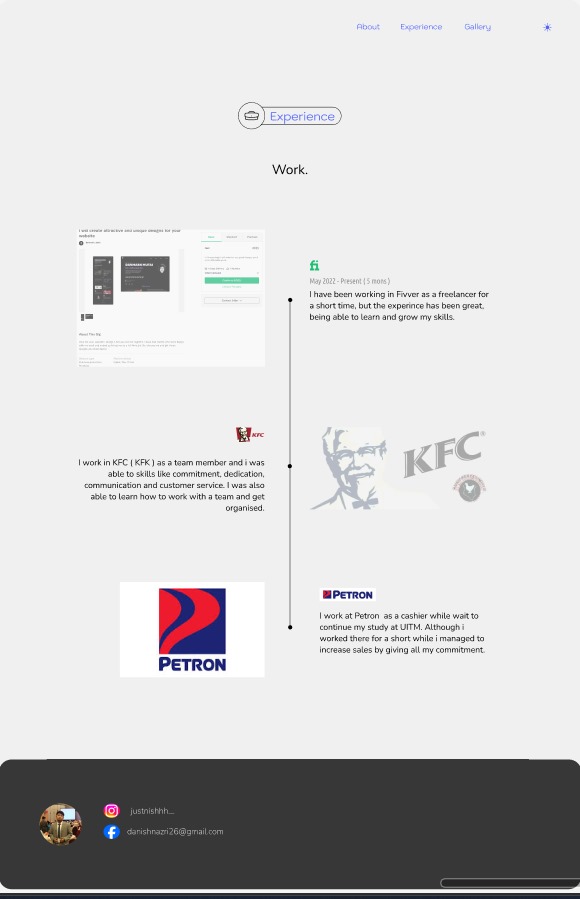 About Experience Gallery
Experience
Work.
I will create attractive and unique designs for your
website
May 2022 - Present ( 5 mons )
I have been working in Fivver as a freelancer for
a short time, but the experince has been great,
being able to learn and grow my skills.
About This Gig
KFC
I work in KFC ( KFK ) as a team member and i was
able to skills like commitment, dedication,
communication and customer service. I was also
able to learn how to work with a team and get
organised.
KFC
PETRON
PETRON
I work at Petron as a cashier while wait to
continue my study at UITM. Although i
worked there for a short while i managed to
increase sales by giving all my commitment.
justnishhh__
danishnazri26@gmail.com